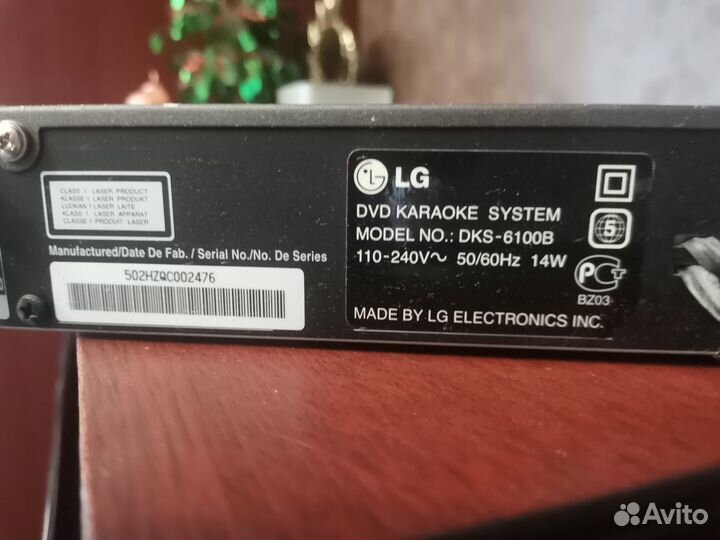 CLASS 1 LASER PRODUCT
KLASSE 1 LASER PRODUKT
LUOKAN 1 LASER LAITE
KLASS 1 LASER APPARAT
CLASSE 1 PRODUIT LASER
Manufactured/Date De Fab. / Serial No./No. De Series
502HZQC002476
LG
DVD KARAOKE SYSTEM
MODEL NO.: DKS-6100B
110-240V~ 50/60Hz 14W
5
BZ03
MADE BY LG ELECTRONICS INC.
Avito